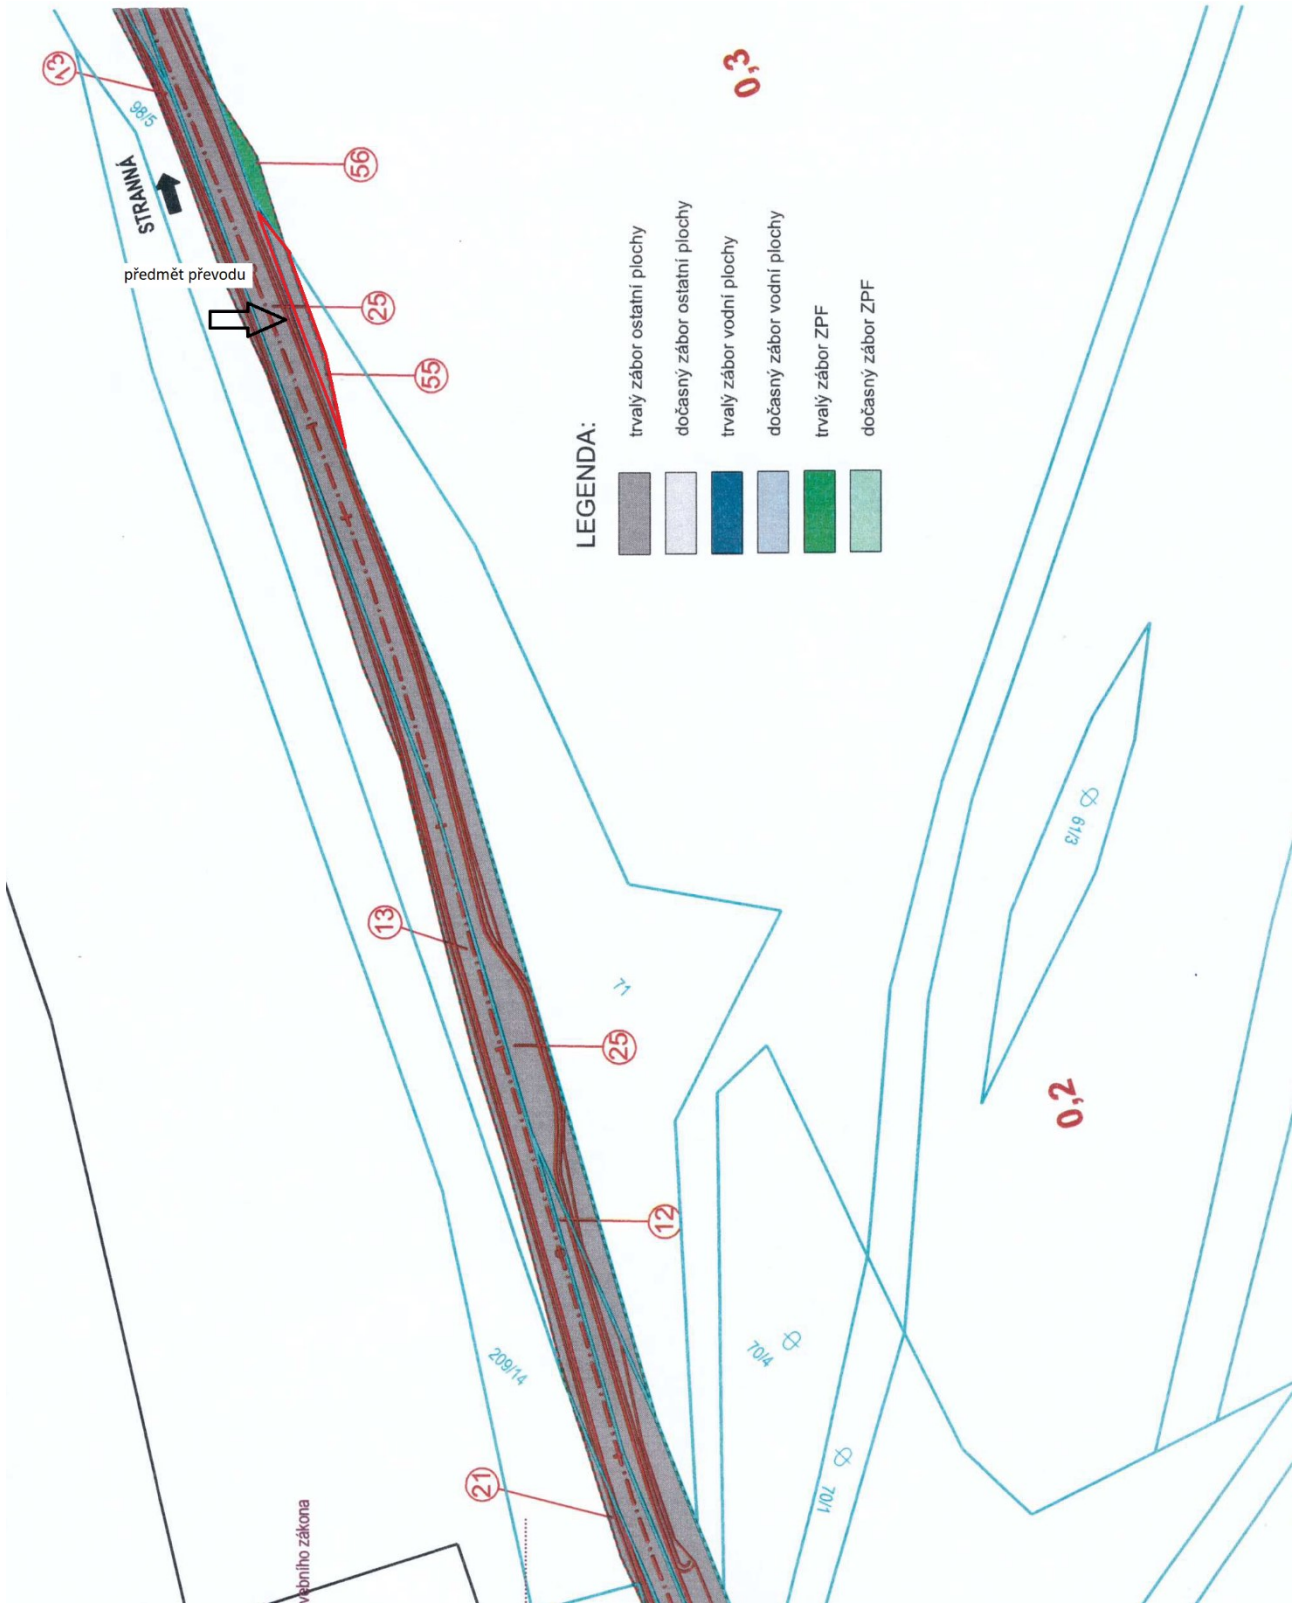 13
98/5
STRANNÁ
předmět převodu
56
25
55
0,3
LEGENDA:
trvalý zábor ostatní plochy
dočasný zábor ostatní plochy
trvalý zábor vodní plochy
dočasný zábor vodní plochy
trvalý zábor ZPF
dočasný zábor ZPF
61/3
13
71
25
0,2
12
209/14
70/4
21
70/1
vebního zákona